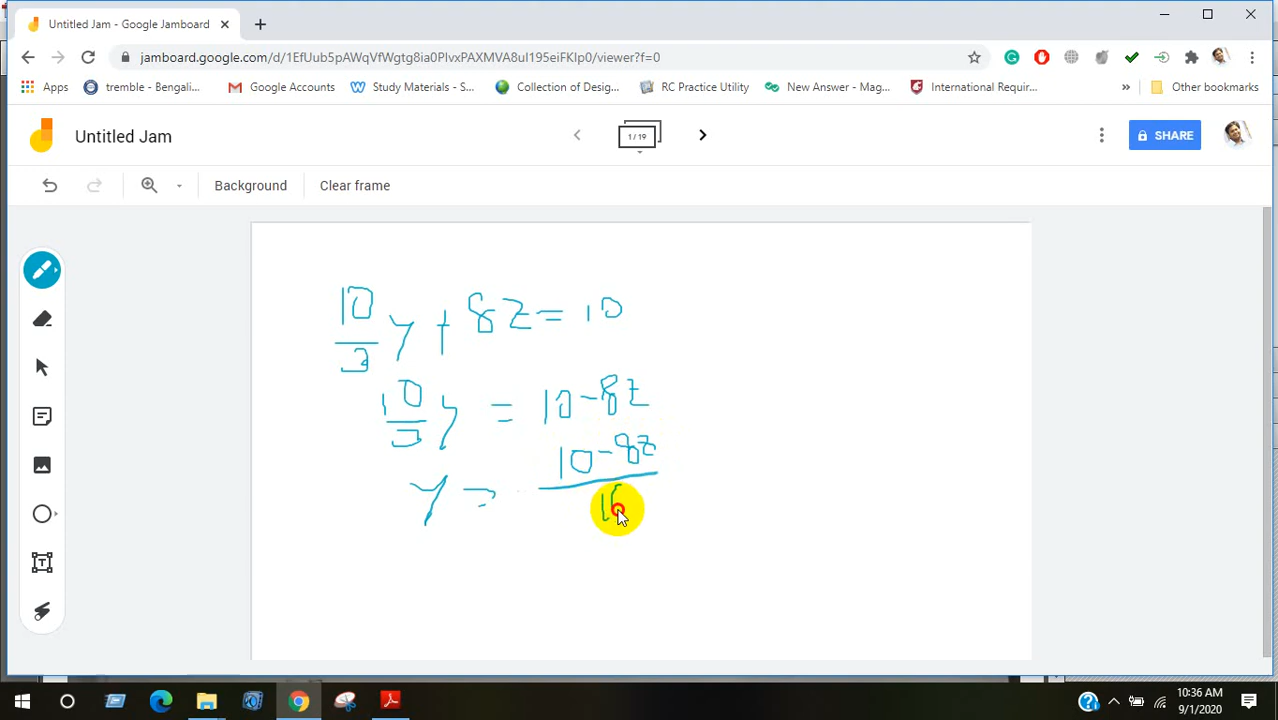 Untitled Jam - Google Jamboard
jamboard.google.com/d/1EfUub5pAWgVfWgtg8ia0PIvxPAXMVA8ul195eiFKIp0/viewer?f=0
Apps tremble - Bengali... Google Accounts Study Materials - S... Collection of Desig... RC Practice Utility New Answer - Mag... International Requir... » Other bookmarks
Untitled Jam 1/19 SHARE
Background Clear frame
10/3 y + 8z = 10
10/3 y = 10 - 8z
y = 10 - 8z
10:36 AM
9/1/2020